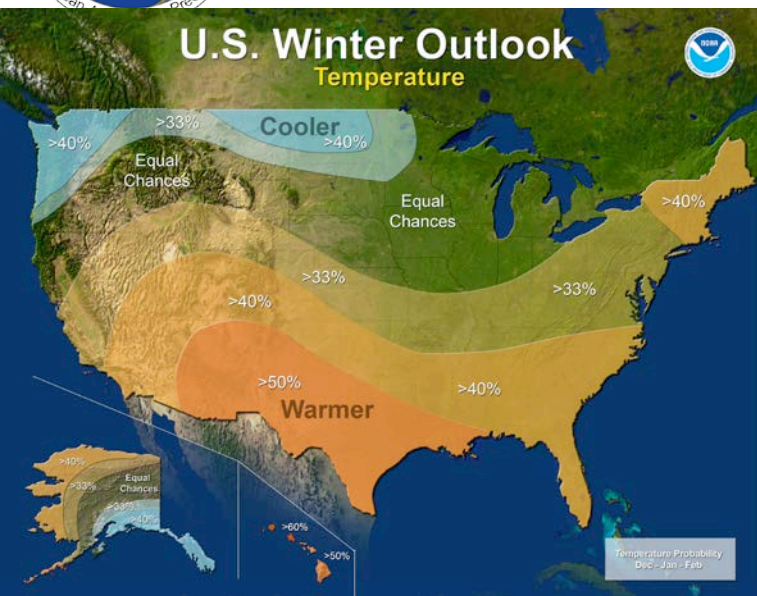 U.S. Winter Outlook
Temperature
NOAA
>33%
Cooler
>40%
>40%
Equal
Chances
Equal
Chances
>40%
>33%
>33%
>40%
>50%
>40%
Warmer
>40%
>33%
Equal
Chances
>33%
>40%
>60%
>50%
Temperature Probability
Dec - Jan - Feb